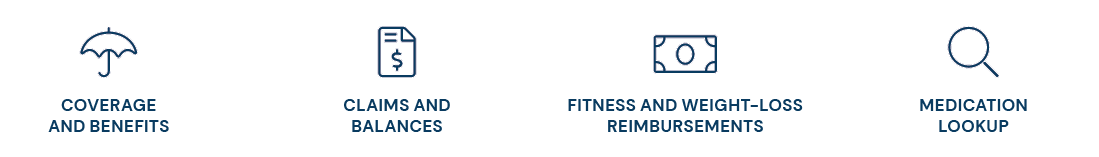 COVERAGE
AND BENEFITS
$
CLAIMS AND
BALANCES
FITNESS AND WEIGHT-LOSS
REIMBURSEMENTS
MEDICATION
LOOKUP